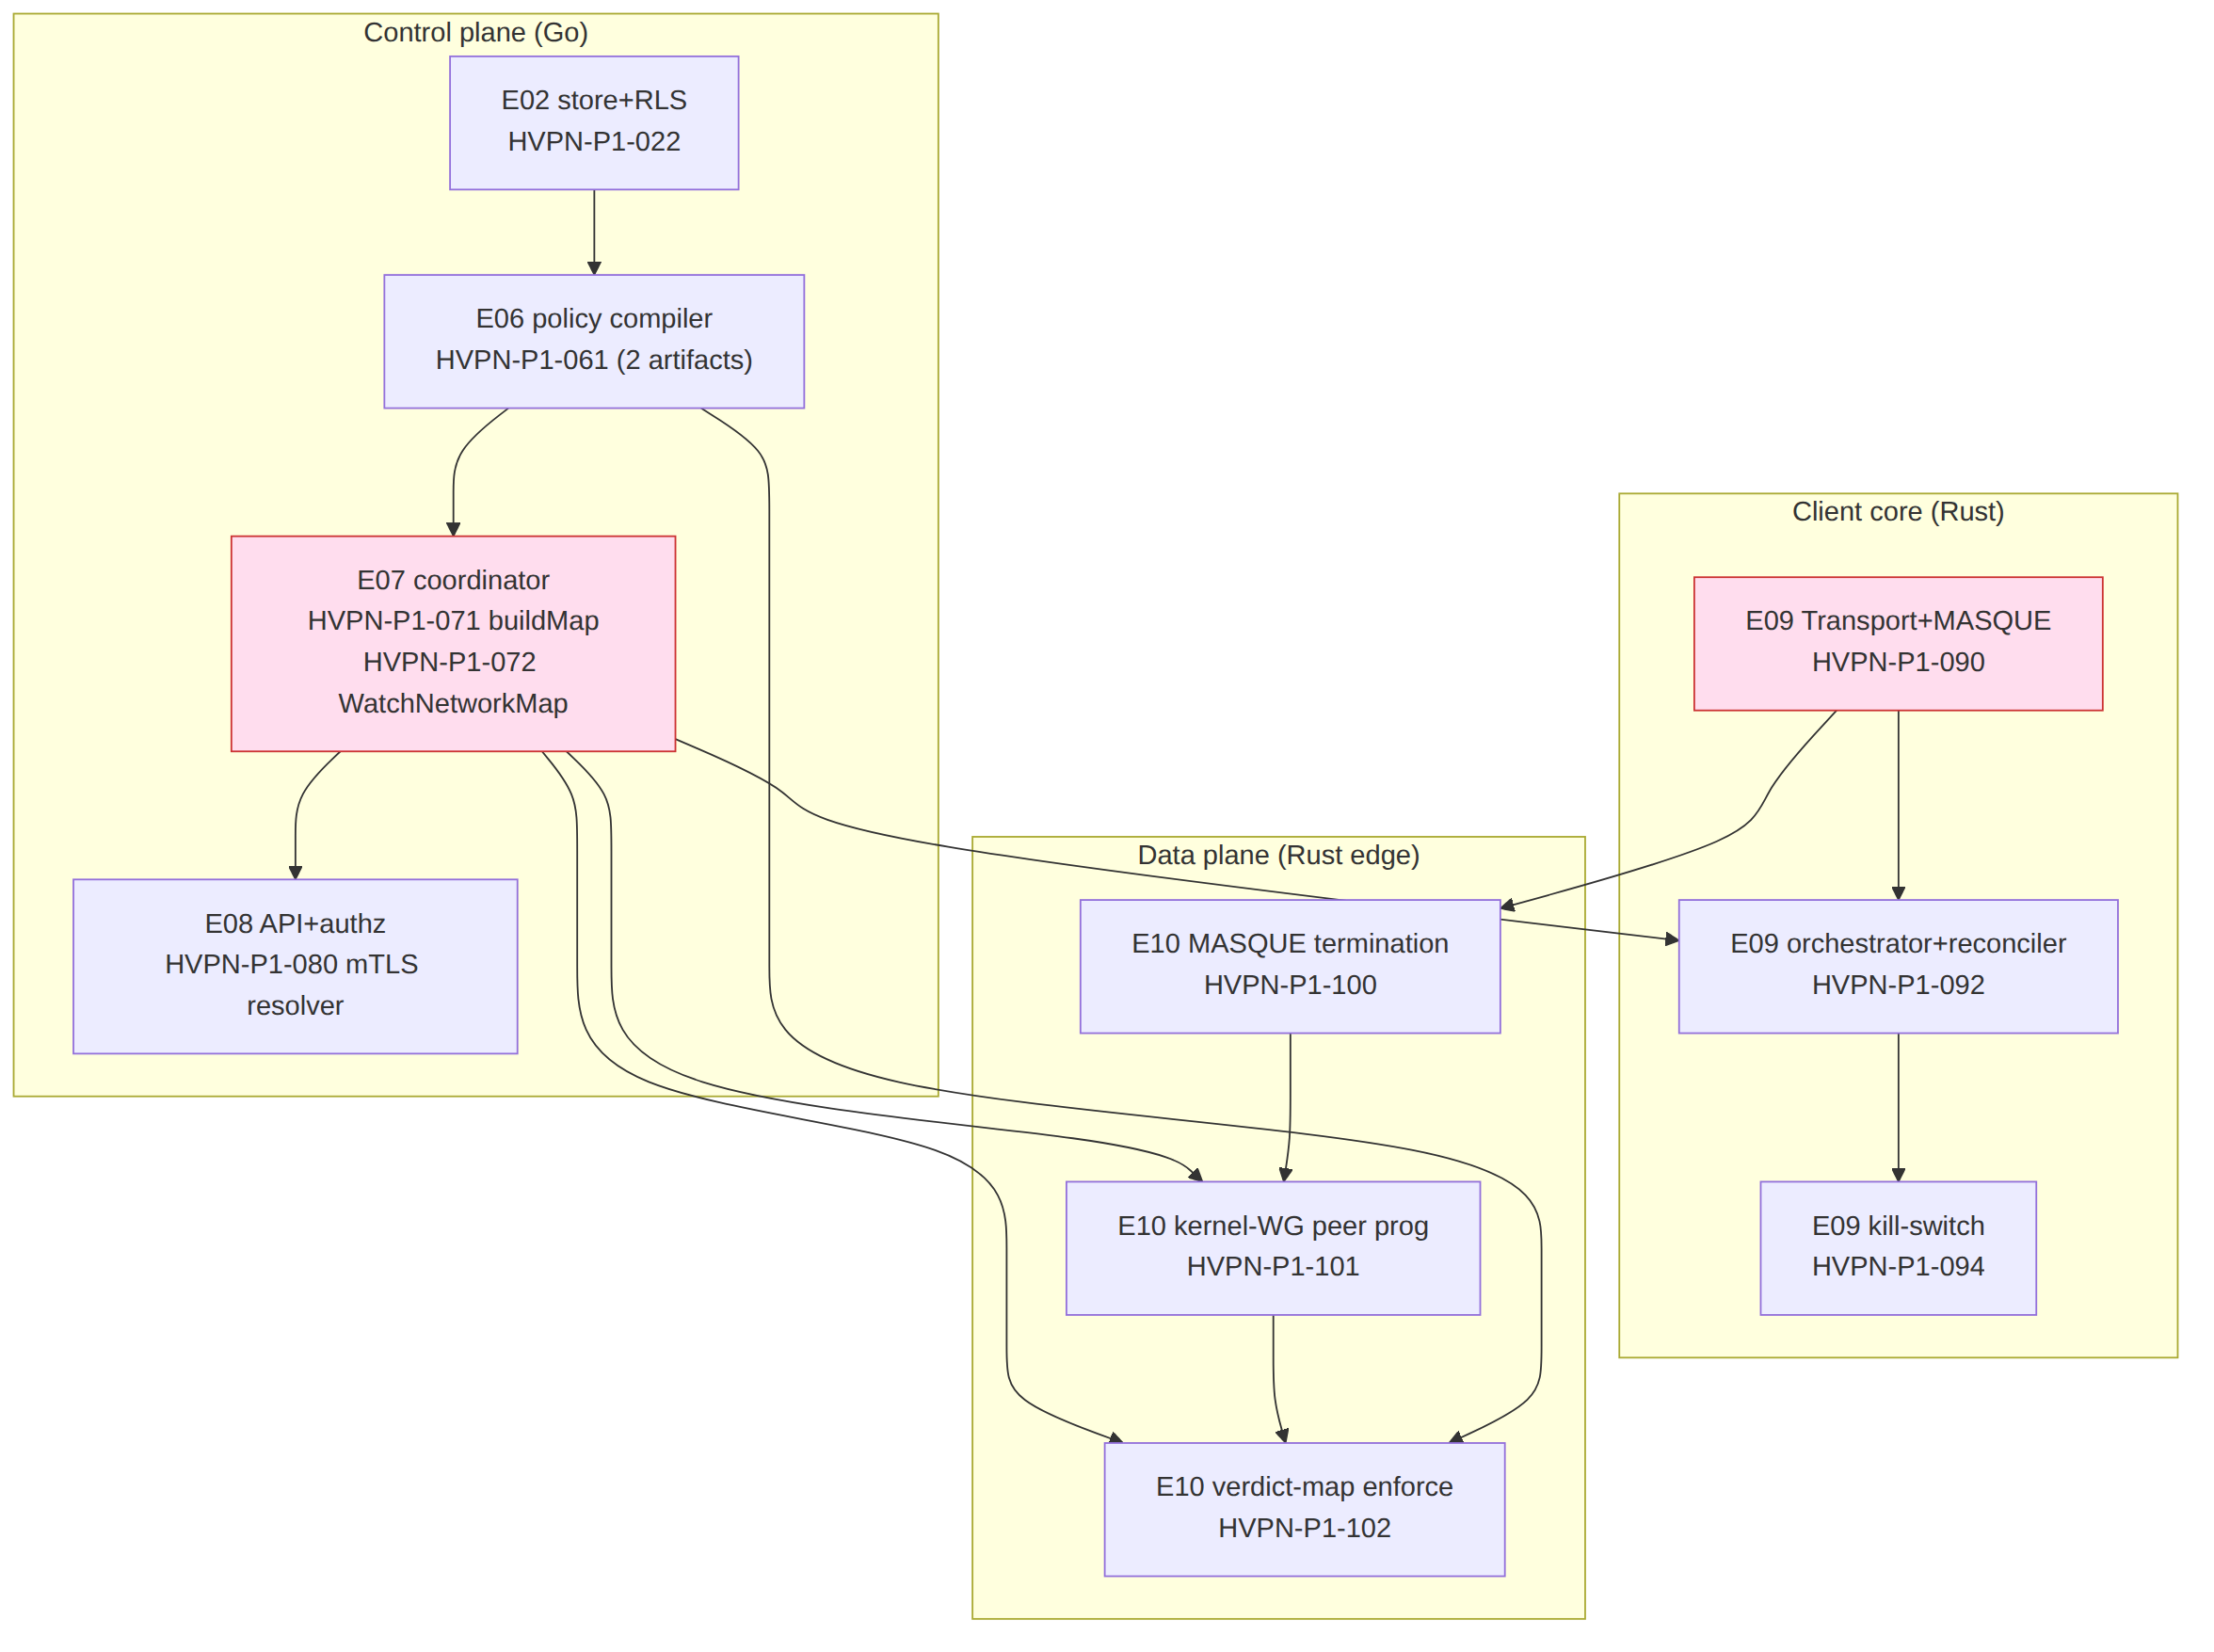 Control plane (Go)
E02 store+RLS
HVPN-P1-022
E06 policy compiler
HVPN-P1-061 (2 artifacts)
E07 coordinator
HVPN-P1-071 buildMap
HVPN-P1-072
WatchNetworkMap
E08 API+authz
HVPN-P1-080 mTLS
resolver
Client core (Rust)
E09 Transport+MASQUE
HVPN-P1-090
E09 orchestrator+reconciler
HVPN-P1-092
E09 kill-switch
HVPN-P1-094
Data plane (Rust edge)
E10 MASQUE termination
HVPN-P1-100
E10 kernel-WG peer prog
HVPN-P1-101
E10 verdict-map enforce
HVPN-P1-102